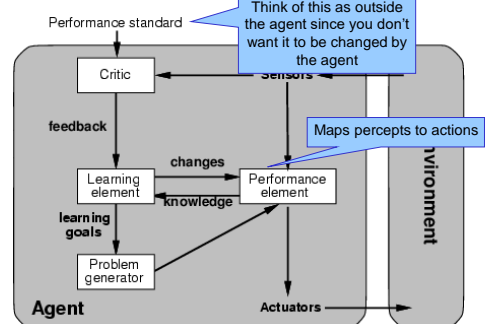 Performance standard
Think of this as outside
the agent since you don't
want it to be changed by
the agent
Critic
Sensors
feedback
Maps percepts to actions
changes
Learning
element
Performance
element
knowledge
learning
goals
Problem
generator
Environment
Agent
Actuators